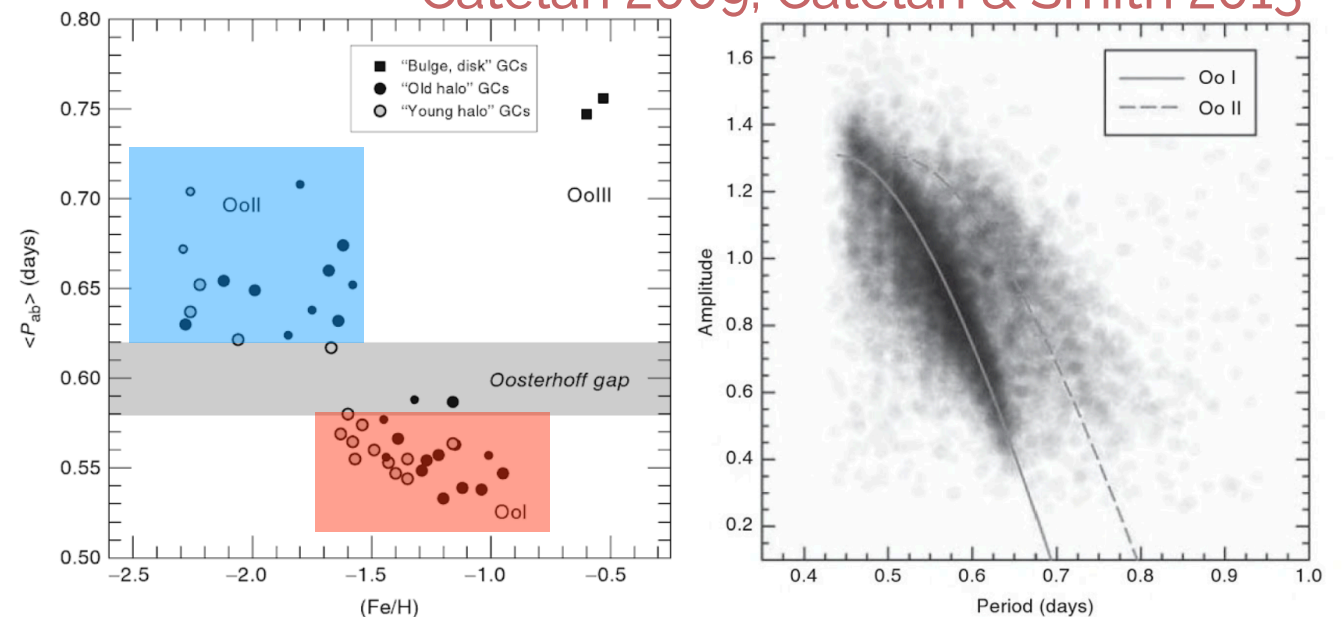 Catelan 2009, Catelan & Smith 2015
0.80
0.75
0.70
0.65
0.60
0.55
0.50
<P_ab> (days)
"Bulge, disk" GCs
"Old halo" GCs
"Young halo" GCs
OoII
OoIII
Oosterhoff gap
OoI
−2.5 −2.0 −1.5 −1.0 −0.5
(Fe/H)
1.6
1.4
1.2
1.0
0.8
0.6
0.4
0.2
Amplitude
Oo I
Oo II
0.4 0.5 0.6 0.7 0.8 0.9 1.0
Period (days)